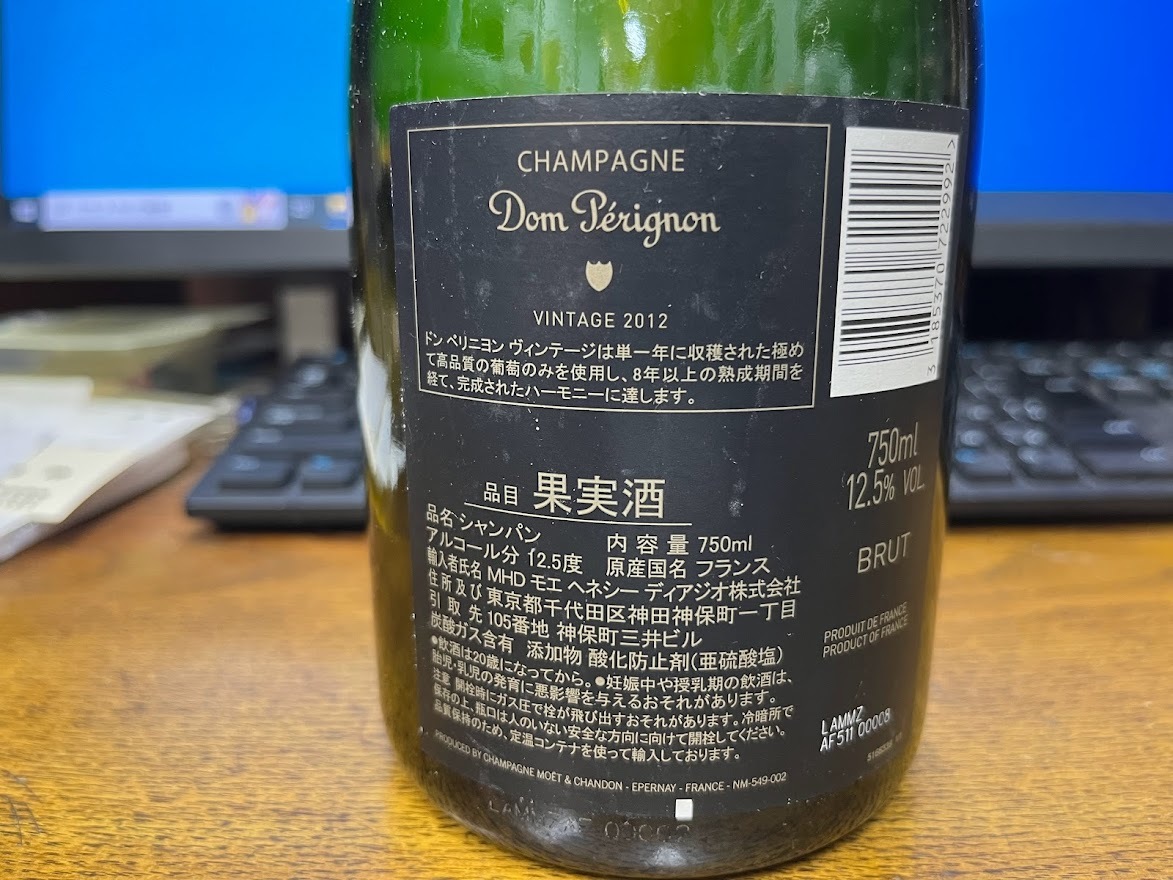 CHAMPAGNE
Dom Pérignon
VINTAGE 2012
ドン ペリニヨン ヴィンテージは単一年に収穫された極め
て高品質の葡萄のみを使用し、8年以上の熟成期間を
経て、完成されたハーモニーに達します。
品目 果実酒
品名 シャンパン
アルコール分 12.5度
内容量 750ml
原産国名 フランス
輸入者氏名 MHD モエ ヘネシー ディアジオ株式会社
住所及び 東京都千代田区神田神保町一丁目
引取先 105番地 神保町三井ビル
炭酸ガス含有 添加物 酸化防止剤(亜硫酸塩)
●飲酒は20歳になってから。●妊娠中や授乳期の飲酒は、
胎児・乳児の発育に悪影響を与えるおそれがあります。
注意 開栓時にガス圧で栓が飛び出すおそれがあります。冷暗所で
保存の上、瓶口は人のいない安全な方向に向けて開栓してください。
品質保持のため、定温コンテナを使って輸入しております。
PRODUCED BY CHAMPAGNE MOËT & CHANDON - EPERNAY - FRANCE - NM-549-002
3 185370 722992 >
750ml
12.5% VOL.
BRUT
PRODUIT DE FRANCE
PRODUCT OF FRANCE
LAMMZ
AF511 00008